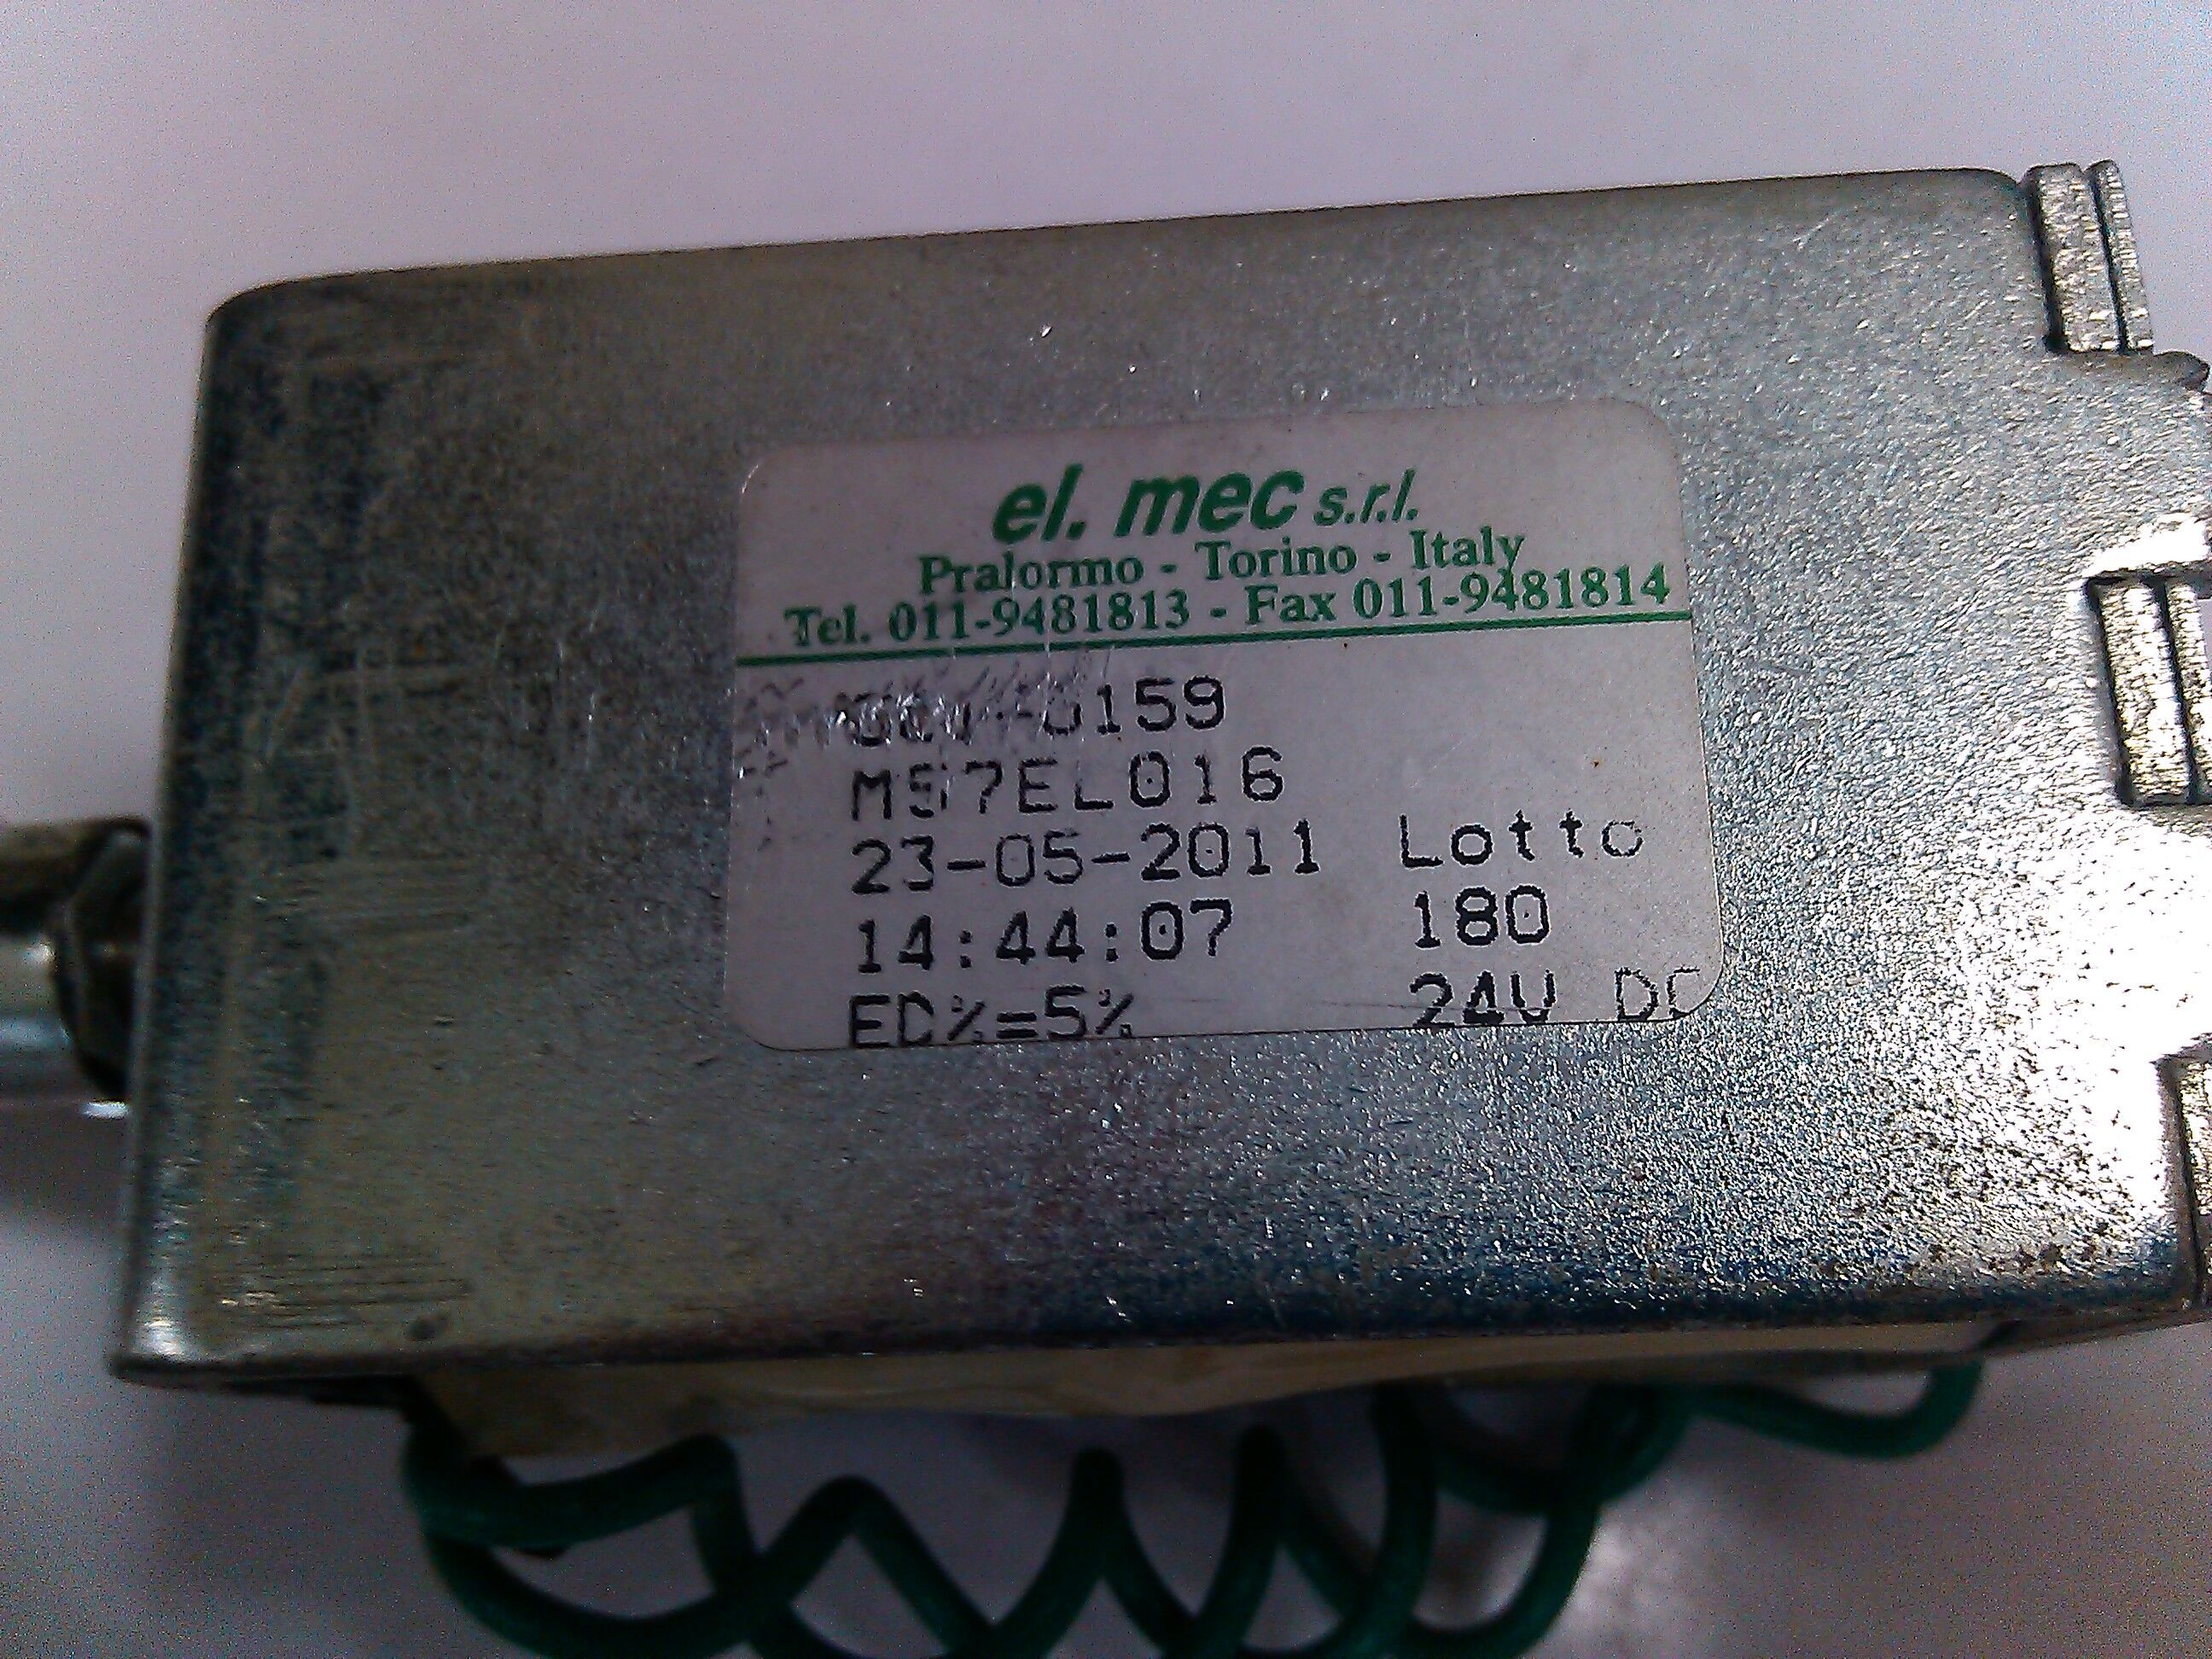 el. mec s.r.l.
Pralormo - Torino - Italy
Tel. 011-9481813 - Fax 011-9481814
M57EL016
23-05-2011 Lotto
14:44:07 180
ED%=5% 24V DC